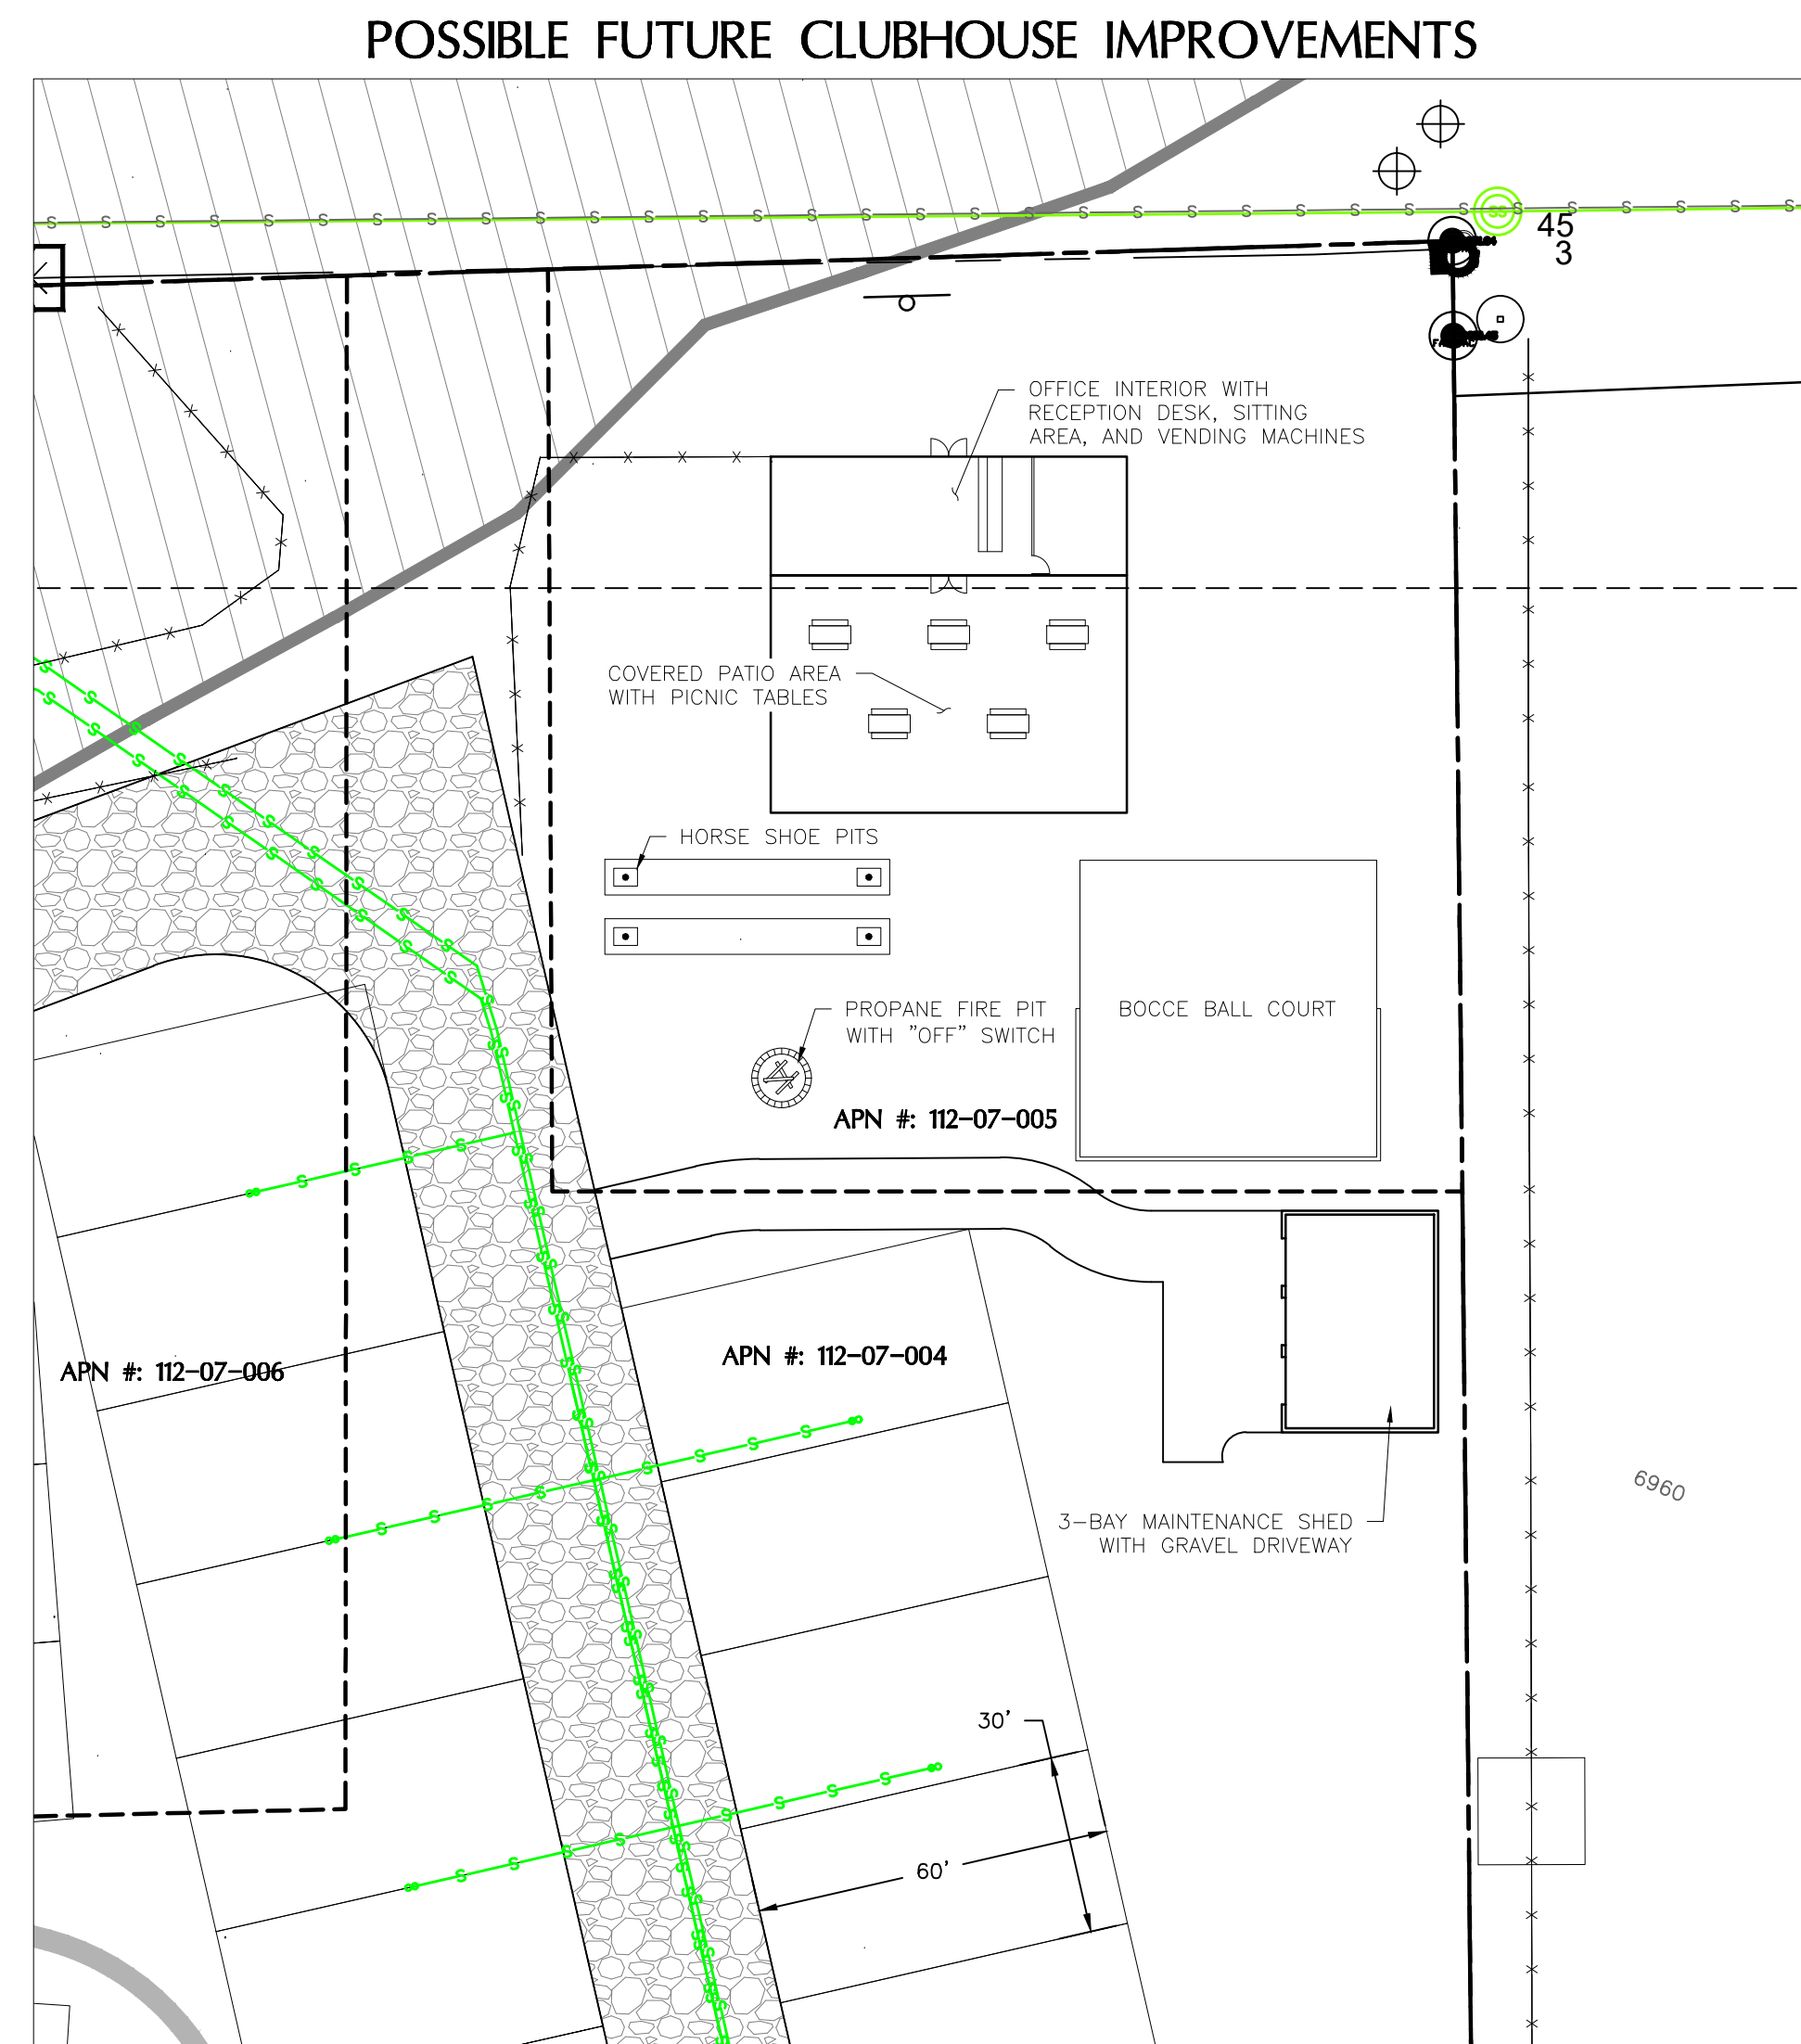 POSSIBLE FUTURE CLUBHOUSE IMPROVEMENTS
SS
45
3
OFFICE INTERIOR WITH
RECEPTION DESK, SITTING
AREA, AND VENDING MACHINES
COVERED PATIO AREA
WITH PICNIC TABLES
HORSE SHOE PITS
PROPANE FIRE PIT
WITH "OFF" SWITCH
BOCCE BALL COURT
APN #: 112-07-005
APN #: 112-07-006
APN #: 112-07-004
6960
3-BAY MAINTENANCE SHED
WITH GRAVEL DRIVEWAY
30'
60'